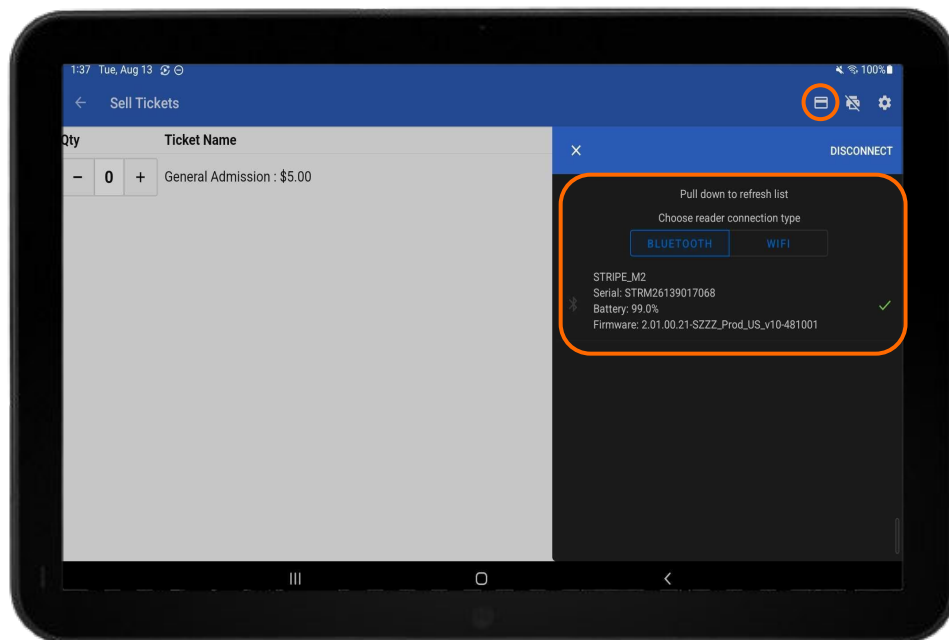 1:37 Tue, Aug 13
100%
Sell Tickets
Qty Ticket Name
DISCONNECT
0 General Admission : $5.00
Pull down to refresh list
Choose reader connection type
BLUETOOTH WIFI
STRIPE_M2
Serial: STRM26139017068
Battery: 99.0%
Firmware: 2.01.00.21-SZZZ_Prod_US_v10-481001